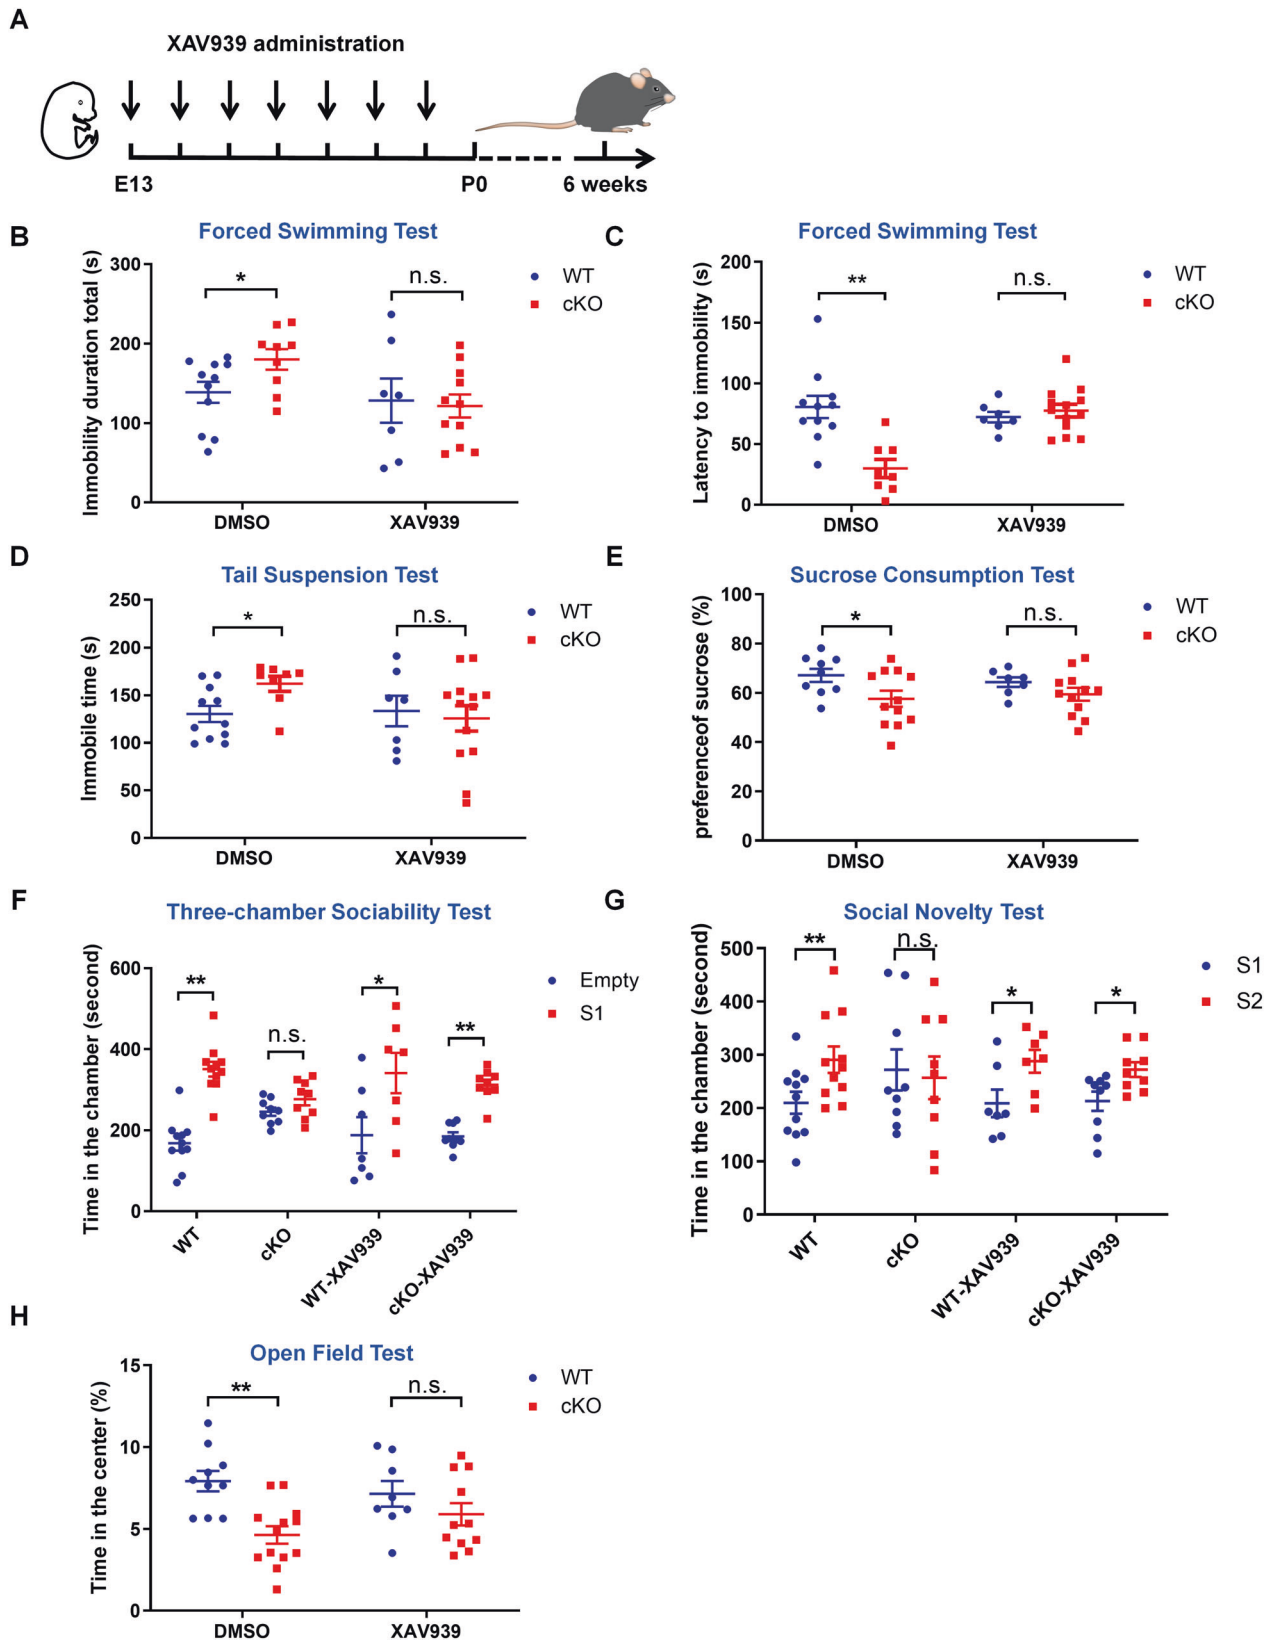 A
XAV939 administration
E13
P0
6 weeks
B
Forced Swimming Test
Immobility duration total (s)
300
200
100
0
*
n.s.
WT
cKO
DMSO
XAV939
C
Forced Swimming Test
Latency to immobility (s)
200
150
100
50
0
**
n.s.
WT
cKO
DMSO
XAV939
D
Tail Suspension Test
Immobile time (s)
250
200
150
100
50
0
*
n.s.
WT
cKO
DMSO
XAV939
E
Sucrose Consumption Test
preferenceof sucrose (%)
100
80
60
40
20
0
*
n.s.
WT
cKO
DMSO
XAV939
F
Three-chamber Sociability Test
Time in the chamber (second)
600
400
200
0
**
n.s.
*
**
Empty
S1
WT
cKO
WT-XAV939
cKO-XAV939
G
Social Novelty Test
Time in the chamber (second)
500
400
300
200
100
0
**
n.s.
*
*
S1
S2
WT
cKO
WT-XAV939
cKO-XAV939
H
Open Field Test
Time in the center (%)
15
10
5
0
**
n.s.
WT
cKO
DMSO
XAV939